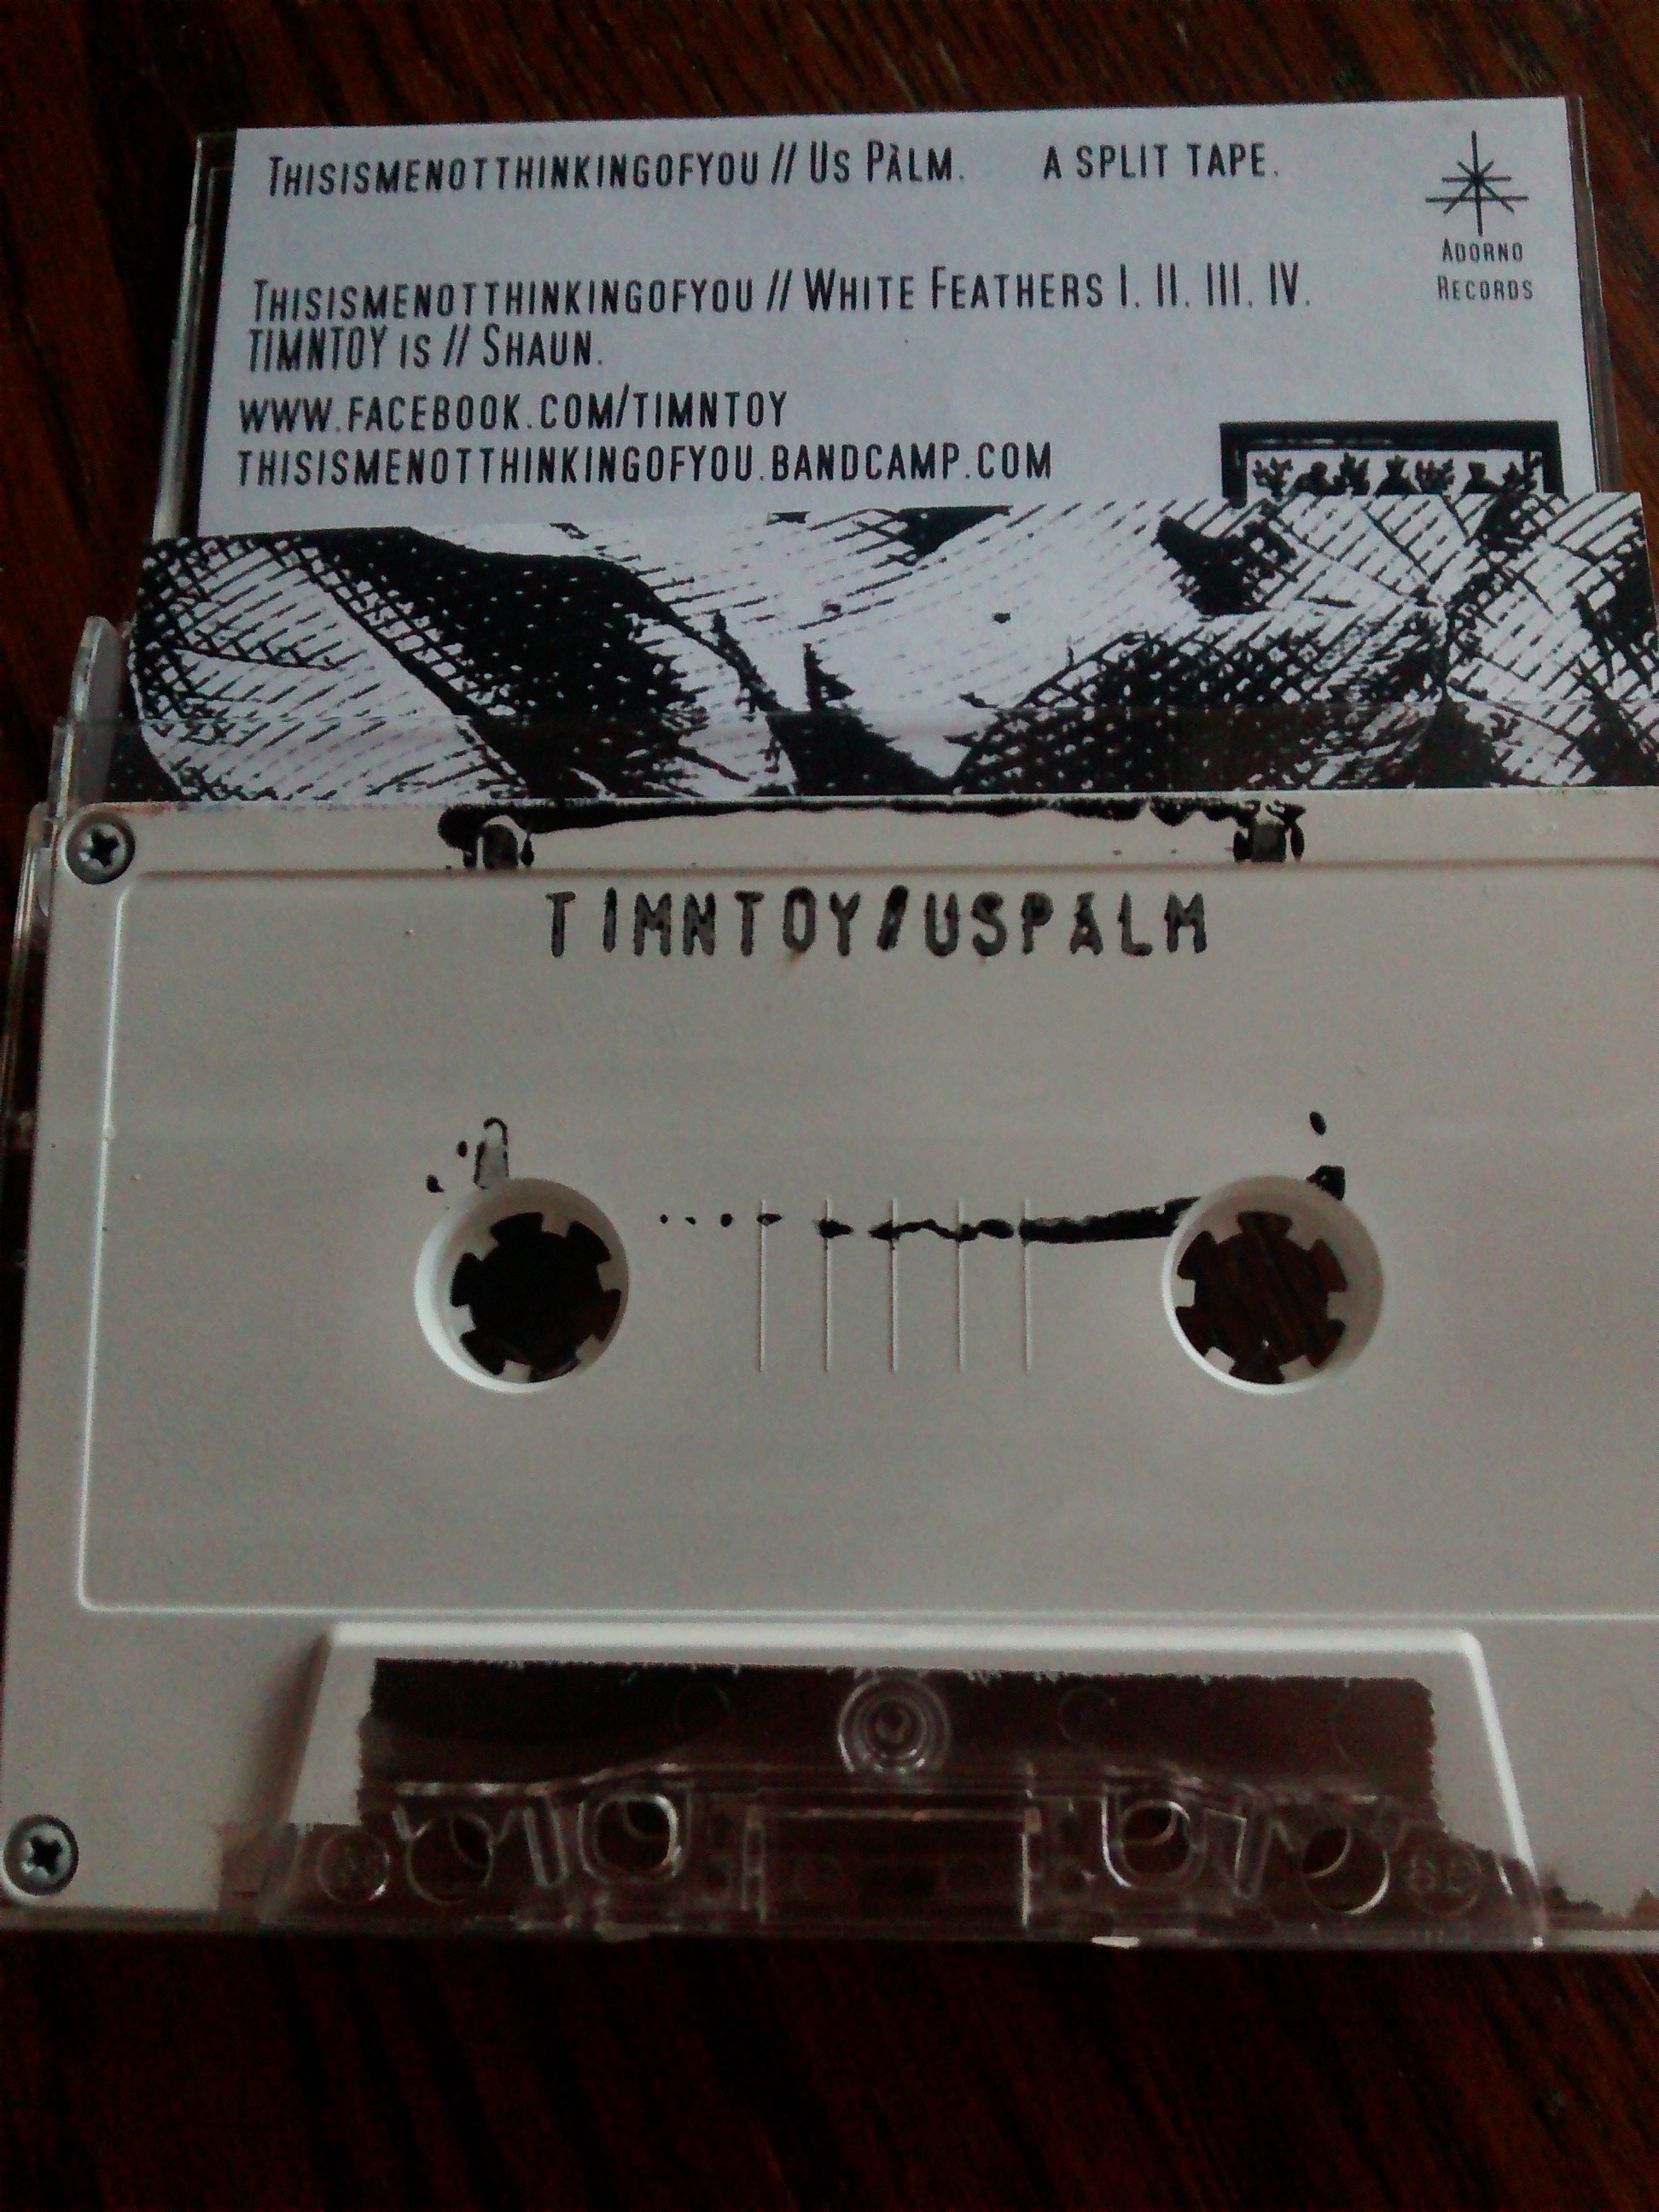 THISISMENOTTHINKINGOFYOU // US PÀLM. A SPLIT TAPE.
ADORNO
RECORDS
THISISMENOTTHINKINGOFYOU // WHITE FEATHERS I. II. III. IV.
TIMNTOY IS // SHAUN.
WWW.FACEBOOK.COM/TIMNTOY
THISISMENOTTHINKINGOFYOU.BANDCAMP.COM
TIMNTOY//USPALM